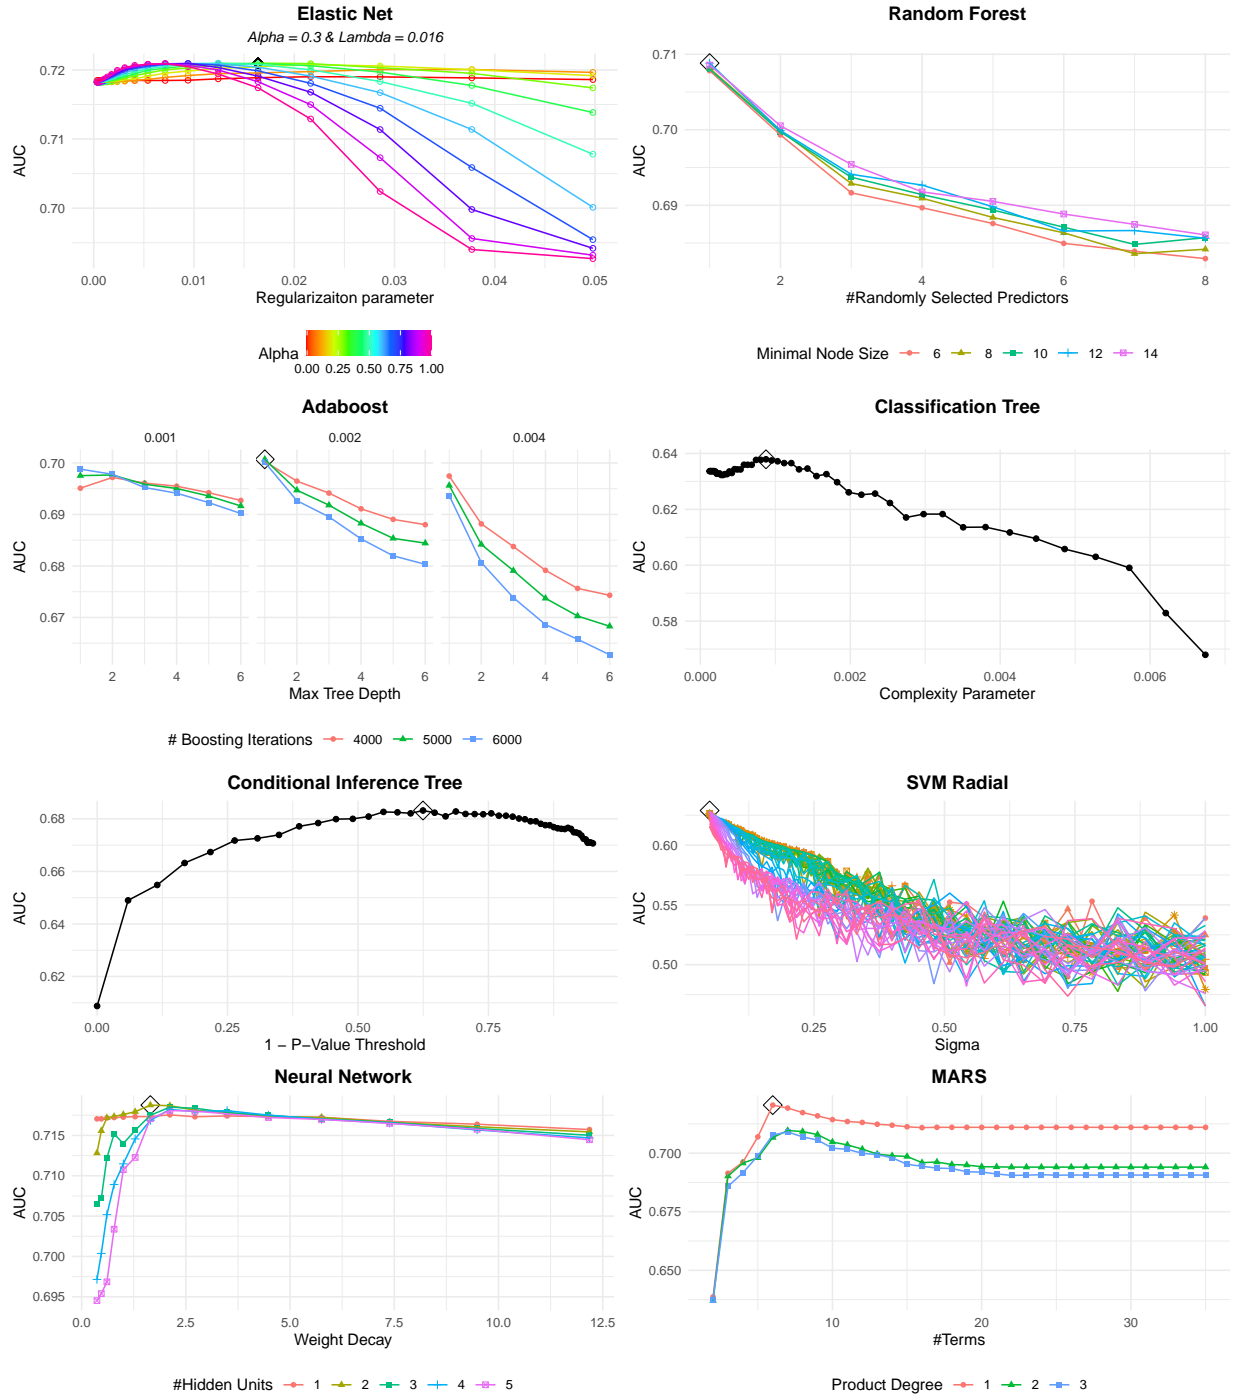 Elastic Net
Alpha = 0.3 & Lambda = 0.016
AUC
0.72
0.71
0.70
0.00 0.01 0.02 0.03 0.04 0.05
Regularizaiton parameter
Alpha
0.00 0.25 0.50 0.75 1.00
Random Forest
AUC
0.71
0.70
0.69
2 4 6 8
#Randomly Selected Predictors
Minimal Node Size 6 8 10 12 14
Adaboost
0.001 0.002 0.004
AUC
0.70
0.69
0.68
0.67
2 4 6 2 4 6 2 4 6
Max Tree Depth
# Boosting Iterations 4000 5000 6000
Classification Tree
AUC
0.64
0.62
0.60
0.58
0.000 0.002 0.004 0.006
Complexity Parameter
Conditional Inference Tree
AUC
0.68
0.66
0.64
0.62
0.00 0.25 0.50 0.75
1 − P−Value Threshold
SVM Radial
AUC
0.60
0.55
0.50
0.25 0.50 0.75 1.00
Sigma
Neural Network
AUC
0.715
0.710
0.705
0.700
0.695
0.0 2.5 5.0 7.5 10.0 12.5
Weight Decay
#Hidden Units 1 2 3 4 5
MARS
AUC
0.700
0.675
0.650
10 20 30
#Terms
Product Degree 1 2 3